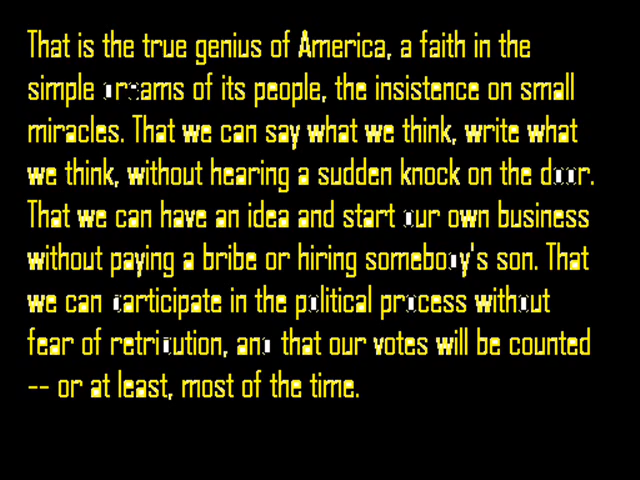 That is the true genius of America, a faith in the
simple dreams of its people, the insistence on small
miracles. That we can say what we think, write what
we think, without hearing a sudden knock on the door.
That we can have an idea and start our own business
without paying a bribe or hiring somebody's son. That
we can participate in the political process without
fear of retribution, and that our votes will be counted
-- or at least, most of the time.